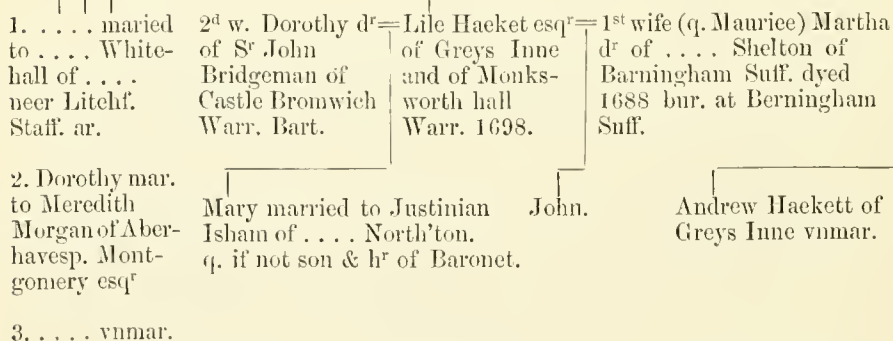 1. . . . . . maried
to . . . . White-
hall of . . . .
neer Litchf.
Staff. ar.
2. Dorothy mar.
to Meredith
Morgan of Aber-
havesp. Mont-
gomery esqʳ
3. . . . . . vnmar.
2ᵈ w. Dorothy dʳ
of Sʳ John
Bridgeman of
Castle Bromwich
Warr. Bart.
Lile Hacket esqʳ
of Greys Inne
and of Monks-
worth hall
Warr. 1698.
1ˢᵗ wife (q. Maurice) Martha
dʳ of . . . . Shelton of
Barningham Suff. dyed
1688 bur. at Berningham
Suff.
Mary married to Justinian
Isham of . . . . North'ton.
q. if not son & hʳ of Baronet.
John.
Andrew Hackett of
Greys Inne vnmar.